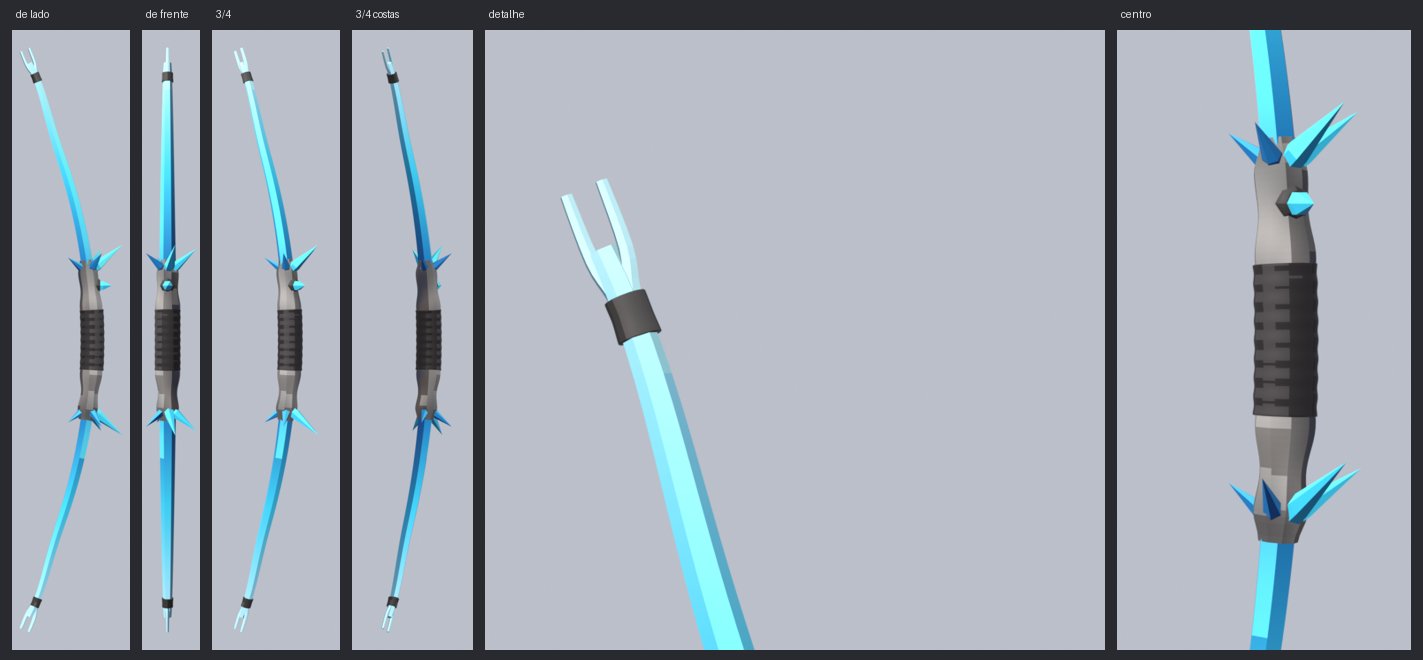 de lado
de frente
3/4
3/4 costas
detalhe
centro